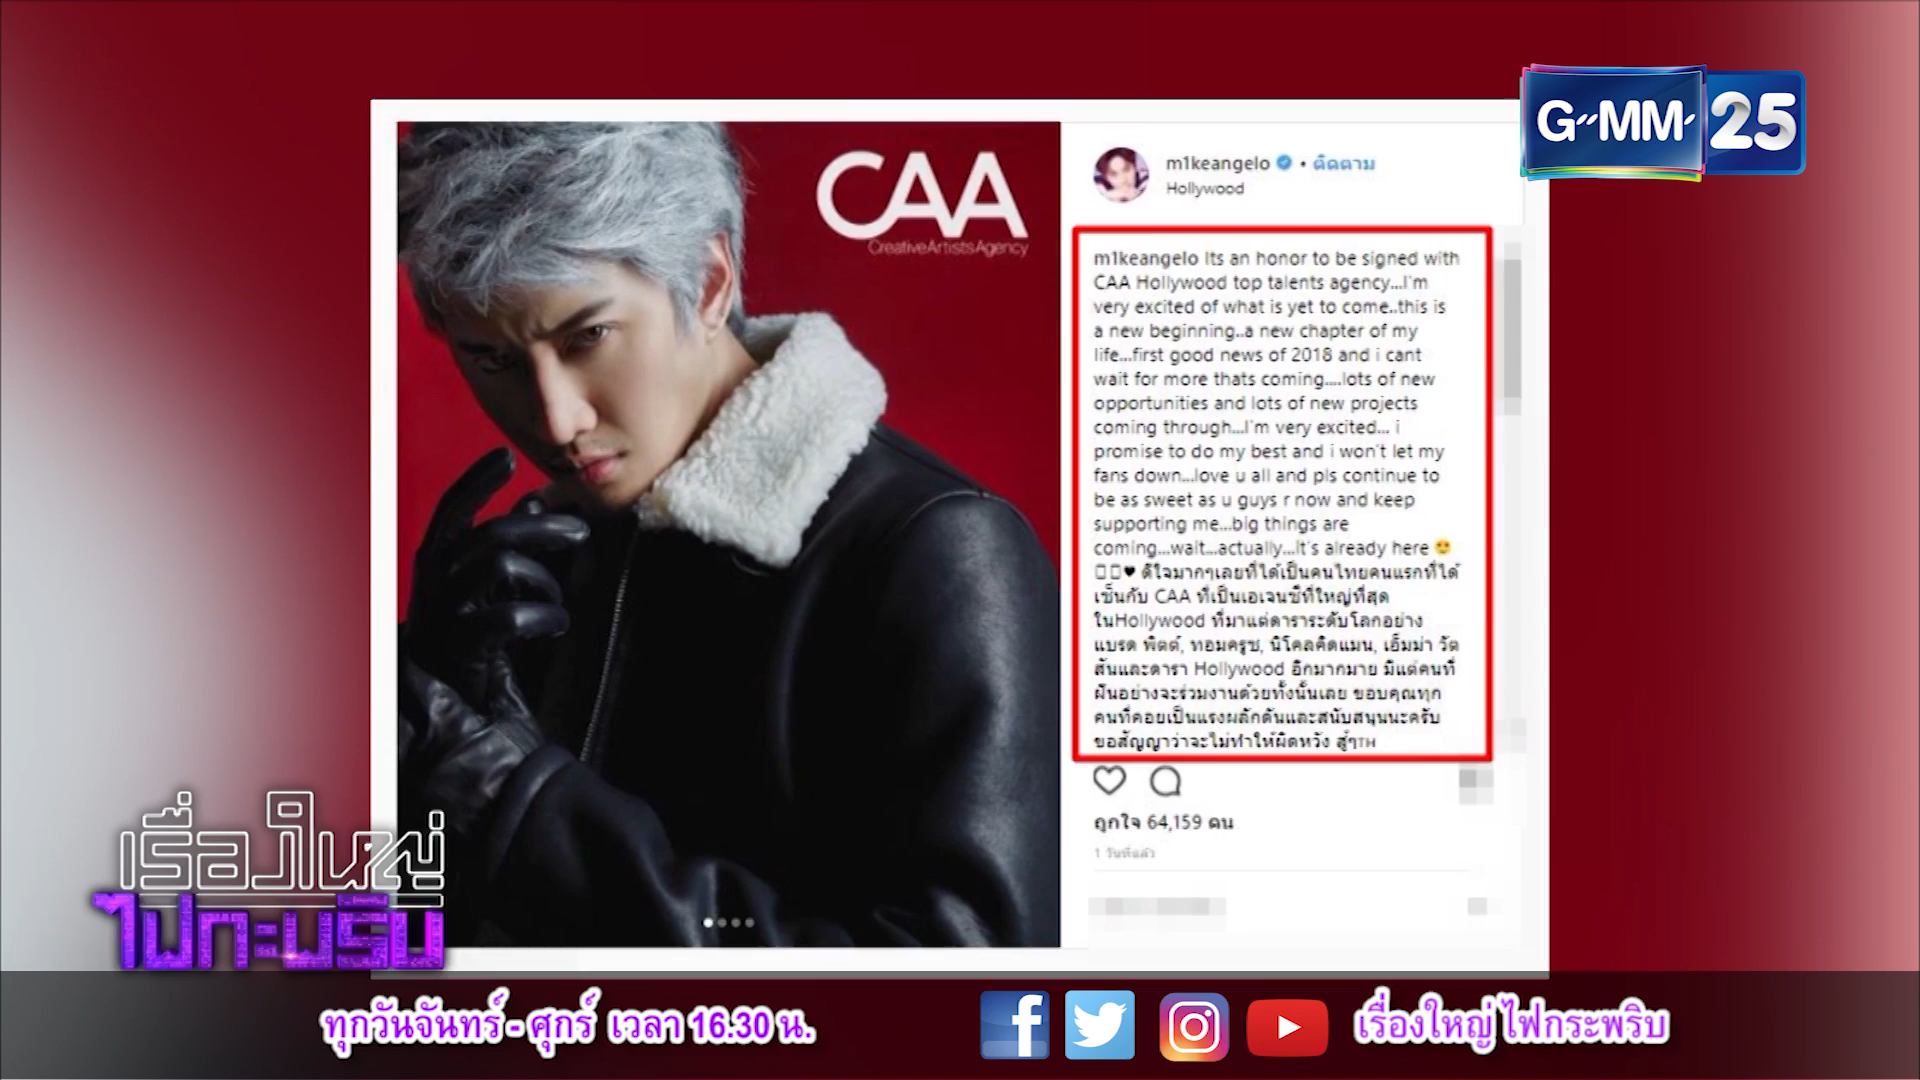 G-MM 25
CAA
CreativeArtistsAgency
m1keangelo • ติดตาม
Hollywood
m1keangelo Its an honor to be signed with
CAA Hollywood top talents agency...I'm
very excited of what is yet to come..this is
a new beginning..a new chapter of my
life...first good news of 2018 and i cant
wait for more thats coming....lots of new
opportunities and lots of new projects
coming through...I'm very excited... i
promise to do my best and i won't let my
fans down...love u all and pls continue to
be as sweet as u guys r now and keep
supporting me...big things are
coming...wait...actually...It's already here 😍
▯▯♥ ดีใจมากๆเลยที่ได้เป็นคนไทยคนแรกที่ได้
เซ็นกับ CAA ที่เป็นเอเจนซี่ที่ใหญ่ที่สุด
ในHollywood ที่มาแต่ดาราระดับโลกอย่าง
แบรด พิตต์, ทอมครูซ, นิโคลคิดแมน, เอ็มม่า วัต
สันและดารา Hollywood อีกมากมาย มีแต่คนที่
ฝันอย่างจะร่วมงานด้วยทั้งนั้นเลย ขอบคุณทุก
คนที่คอยเป็นแรงผลักดันและสนับสนุนนะครับ
ขอสัญญาว่าจะไม่ทำให้ผิดหวัง สู้ๆTH
ถูกใจ 64,159 คน
1 วันที่แล้ว
เรื่องใหญ่
ไฟกะพริบ
ทุกวันจันทร์ - ศุกร์ เวลา 16.30 น.
เรื่องใหญ่ ไฟกระพริบ